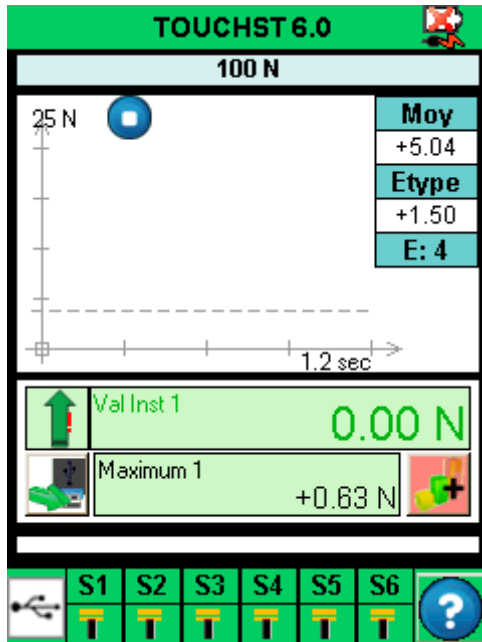 TOUCHST 6.0
100 N
25 N
Moy
+5.04
Etype
+1.50
E: 4
1.2 sec
Val Inst 1
0.00 N
Maximum 1
+0.63 N
S1 S2 S3 S4 S5 S6
?